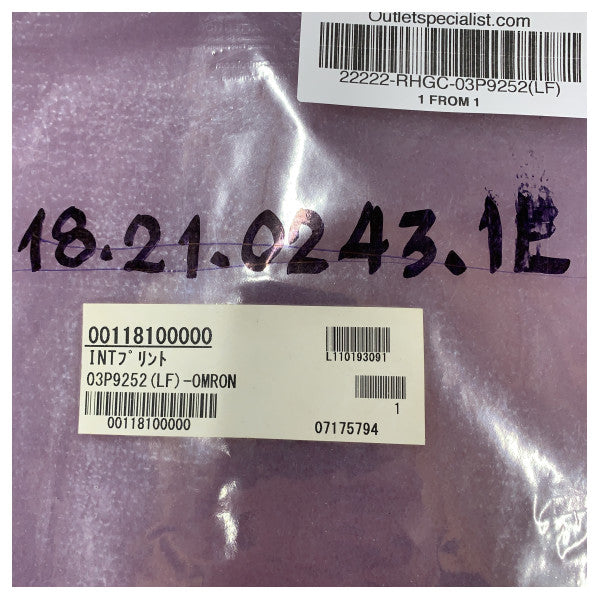 Outletspecialist.com
22222-RHGC-03P9252(LF)
1 FROM 1
18.21.0243.1E
00118100000
INTプリント
L110193091
03P9252(LF)-OMRON
1
00118100000
07175794